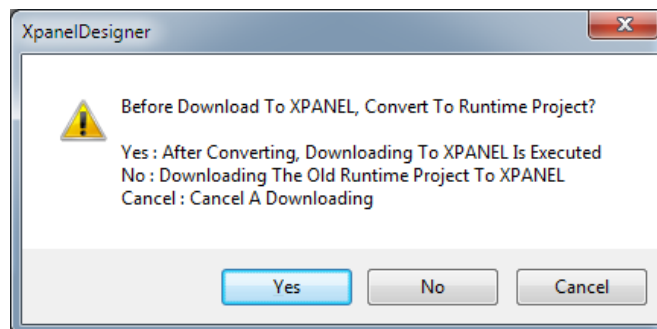 XpanelDesigner
Before Download To XPANEL, Convert To Runtime Project?
Yes : After Converting, Downloading To XPANEL Is Executed
No : Downloading The Old Runtime Project To XPANEL
Cancel : Cancel A Downloading
Yes No Cancel